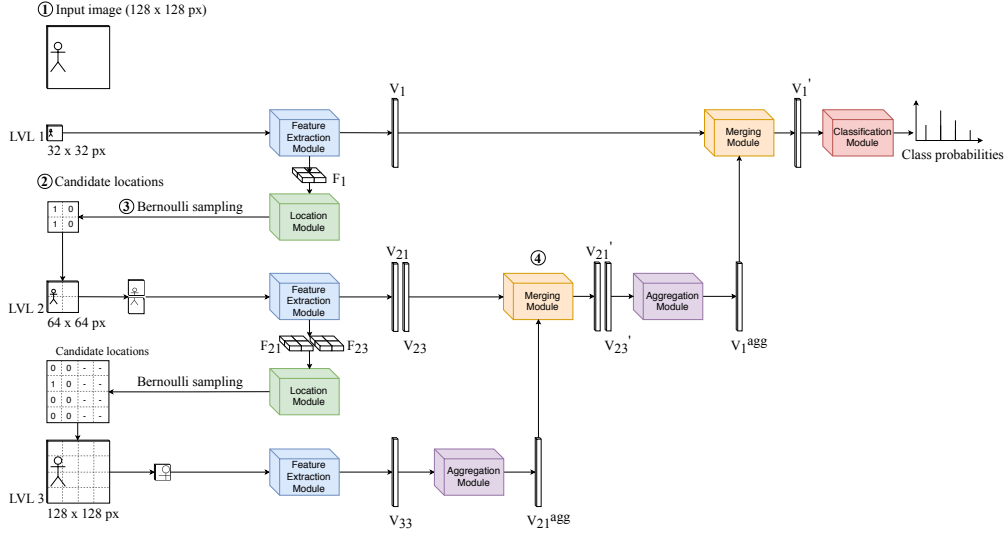 ① Input image (128 x 128 px)
V1 V1'
LVL 1
32 x 32 px
Feature Extraction Module
Merging Module
Classification Module
Class probabilities
F1
② Candidate locations
③ Bernoulli sampling
1 0
1 0
Location Module
V21 ④ V21'
LVL 2
64 x 64 px
Feature Extraction Module
Merging Module
Aggregation Module
V23 V23' V1agg
F21 F23
Candidate locations
0 0 - -
1 0 - -
0 0 - -
0 0 - -
Bernoulli sampling
Location Module
LVL 3
128 x 128 px
Feature Extraction Module
Aggregation Module
V33 V21agg